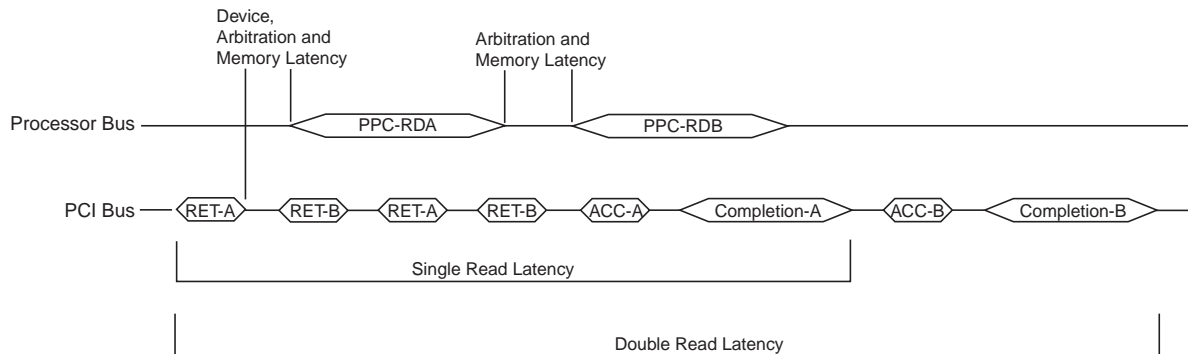 Device,
Arbitration and
Memory Latency
Arbitration and
Memory Latency
Processor Bus
PPC-RDA
PPC-RDB
PCI Bus
RET-A
RET-B
RET-A
RET-B
ACC-A
Completion-A
ACC-B
Completion-B
Single Read Latency
Double Read Latency